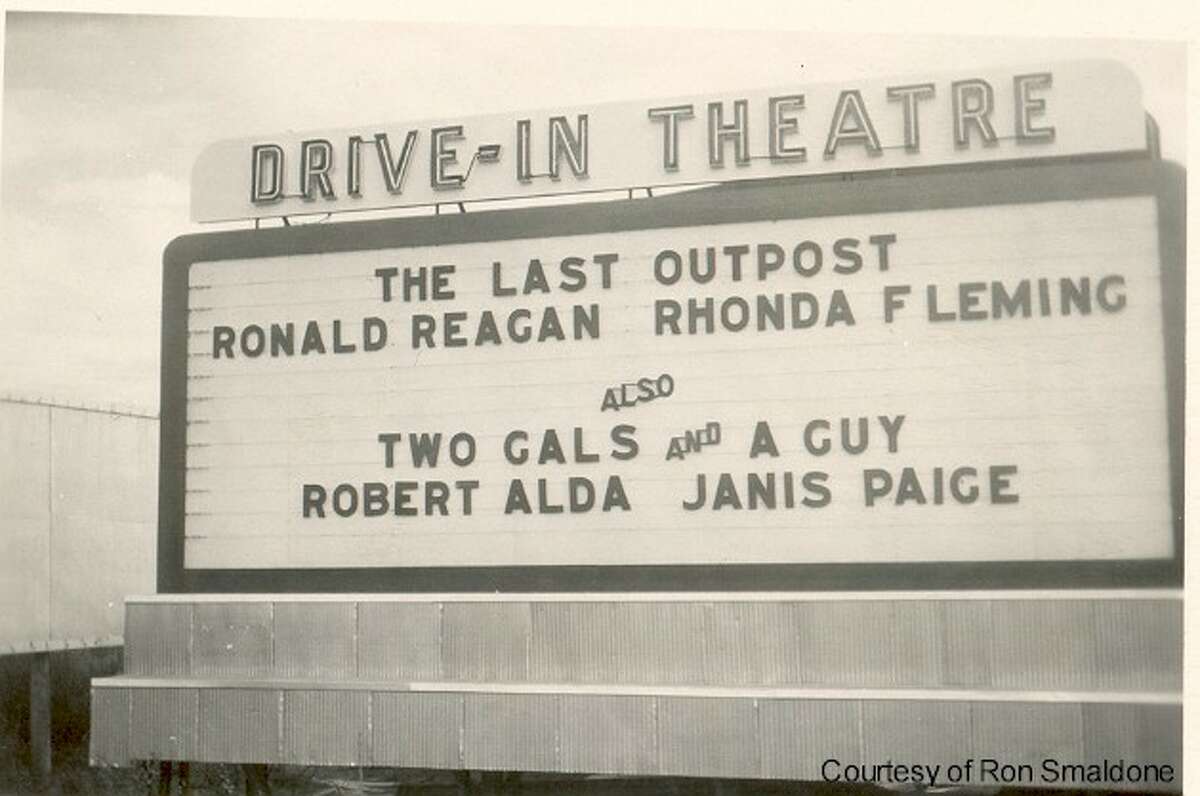 DRIVE-IN THEATRE
THE LAST OUTPOST
RONALD REAGAN RHONDA FLEMING
ALSO
TWO GALS AND A GUY
ROBERT ALDA JANIS PAIGE
Courtesy of Ron Smaldone